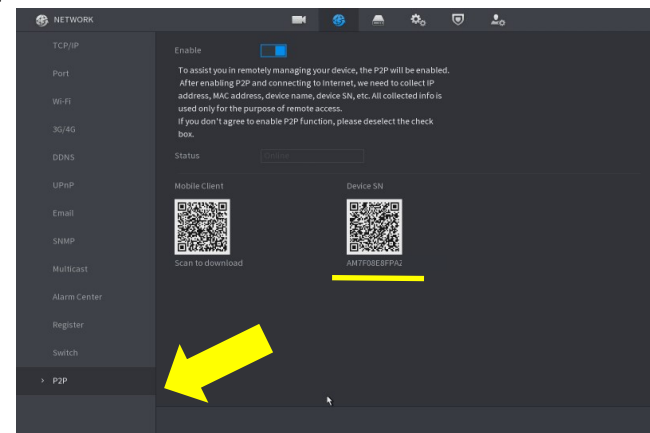 NETWORK
TCP/IP
Port
Wi-Fi
3G/4G
DDNS
UPnP
Email
SNMP
Multicast
Alarm Center
Register
Switch
> P2P
Enable
To assist you in remotely managing your device, the P2P will be enabled.
After enabling P2P and connecting to Internet, we need to collect IP
address, MAC address, device name, device SN, etc. All collected info is
used only for the purpose of remote access.
If you don't agree to enable P2P function, please deselect the check
box.
Status
Online
Mobile Client
Device SN
Scan to download
AM7F08E8FPA2